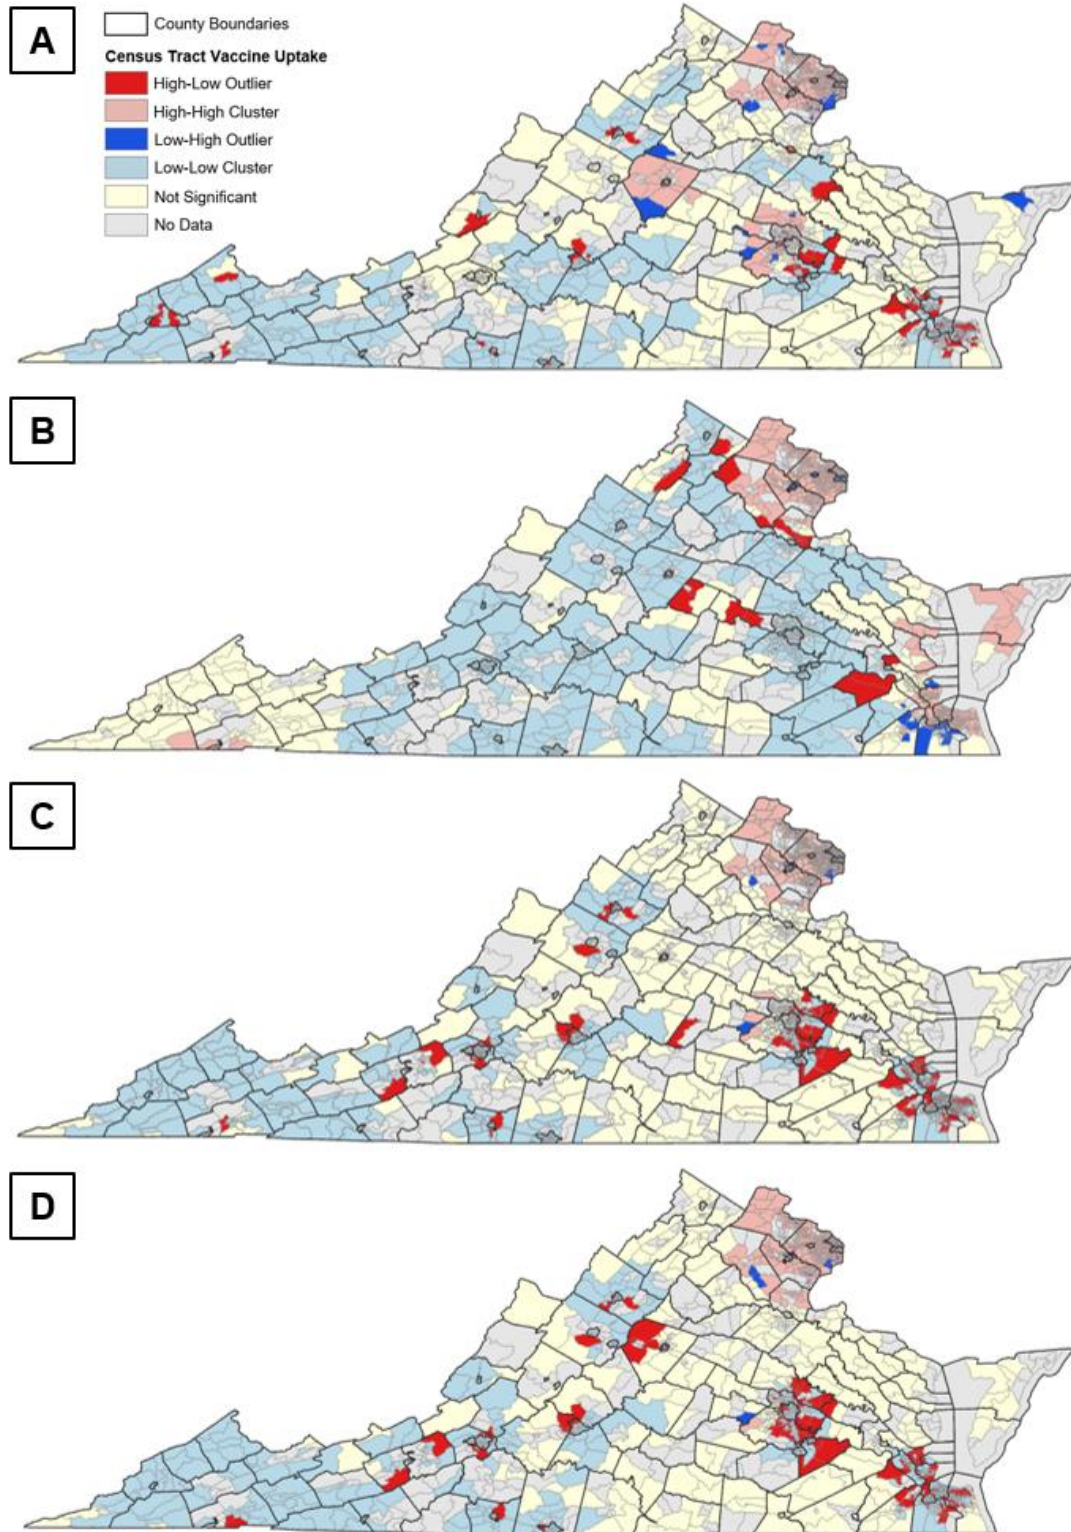 A
County Boundaries
Census Tract Vaccine Uptake
High-Low Outlier
High-High Cluster
Low-High Outlier
Low-Low Cluster
Not Significant
No Data
B
C
D